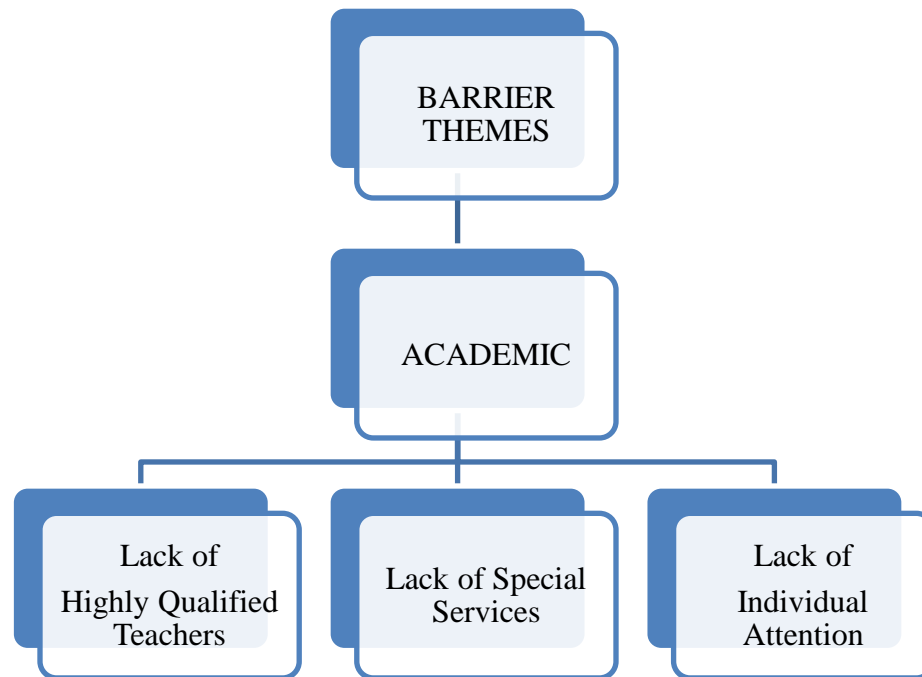 BARRIER
THEMES
ACADEMIC
Lack of
Highly Qualified
Teachers
Lack of Special
Services
Lack of
Individual
Attention